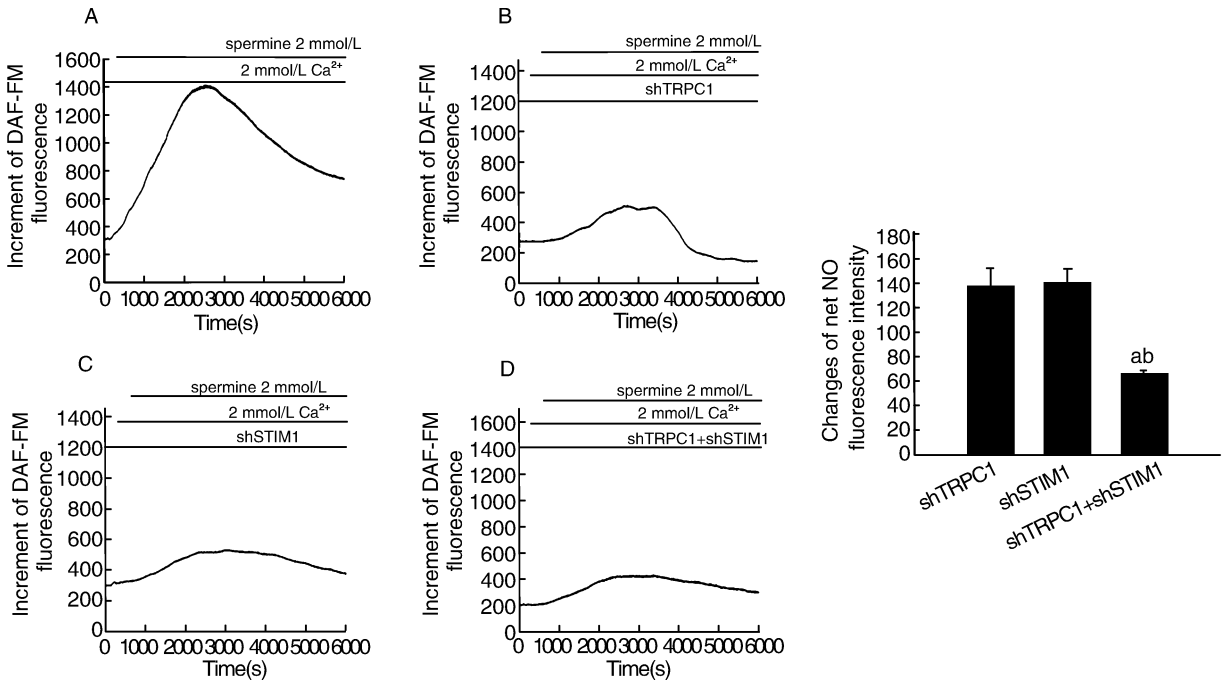 A
spermine 2 mmol/L
2 mmol/L Ca²⁺
Increment of DAF-FM
fluorescence
1600
1400
1200
1000
800
600
400
200
0
0 1000 2000 3000 4000 5000 6000
Time(s)
B
spermine 2 mmol/L
2 mmol/L Ca²⁺
shTRPC1
Increment of DAF-FM
fluorescence
1400
1200
1000
800
600
400
200
0
0 1000 2000 3000 4000 5000 6000
Time(s)
C
spermine 2 mmol/L
2 mmol/L Ca²⁺
shSTIM1
Increment of DAF-FM
fluorescence
1400
1200
1000
800
600
400
200
0
0 1000 2000 3000 4000 5000 6000
Time(s)
D
spermine 2 mmol/L
2 mmol/L Ca²⁺
shTRPC1+shSTIM1
Increment of DAF-FM
fluorescence
1600
1400
1200
1000
800
600
400
200
0
0 1000 2000 3000 4000 5000 6000
Time(s)
Changes of net NO
fluorescence intensity
180
160
140
120
100
80
60
40
20
0
ab
shTRPC1
shSTIM1
shTRPC1+shSTIM1